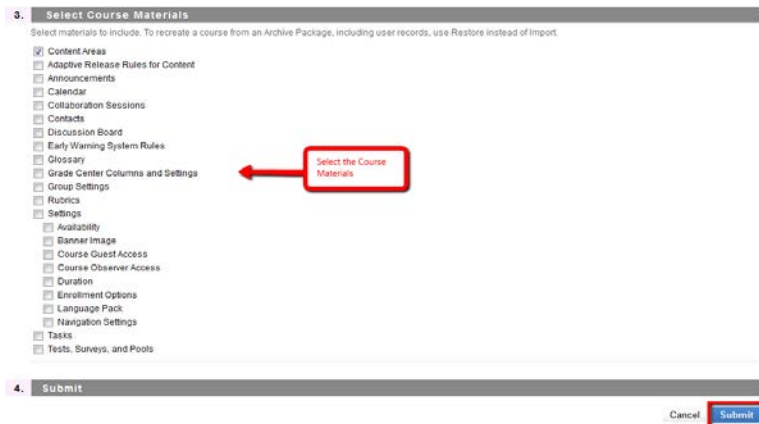 3. Select Course Materials
Select materials to include. To recreate a course from an Archive Package, including user records, use Restore instead of Import.
Content Areas
Adaptive Release Rules for Content
Announcements
Calendar
Collaboration Sessions
Contacts
Discussion Board
Early Warning System Rules
Glossary
Grade Center Columns and Settings
Select the Course
Materials
Group Settings
Rubrics
Settings
Availability
Banner Image
Course Guest Access
Course Observer Access
Duration
Enrollment Options
Language Pack
Navigation Settings
Tasks
Tests, Surveys, and Pools
4. Submit
Cancel Submit